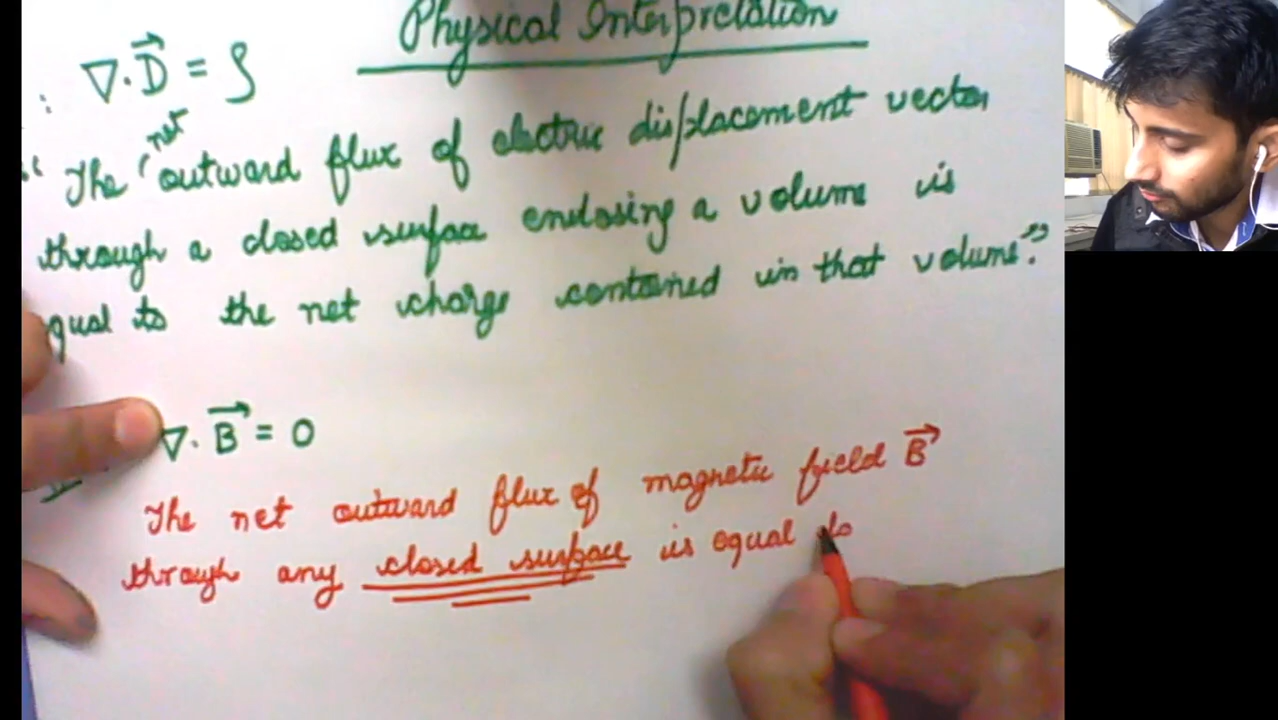 Physical Interpretation
: ∇·D⃗ = ρ
"The net outward flux of electric displacement vector
through a closed surface enclosing a volume is
equal to the net charge contained in that volume."
∇·B⃗ = 0
The net outward flux of magnetic field B⃗
through any closed surface is equal to